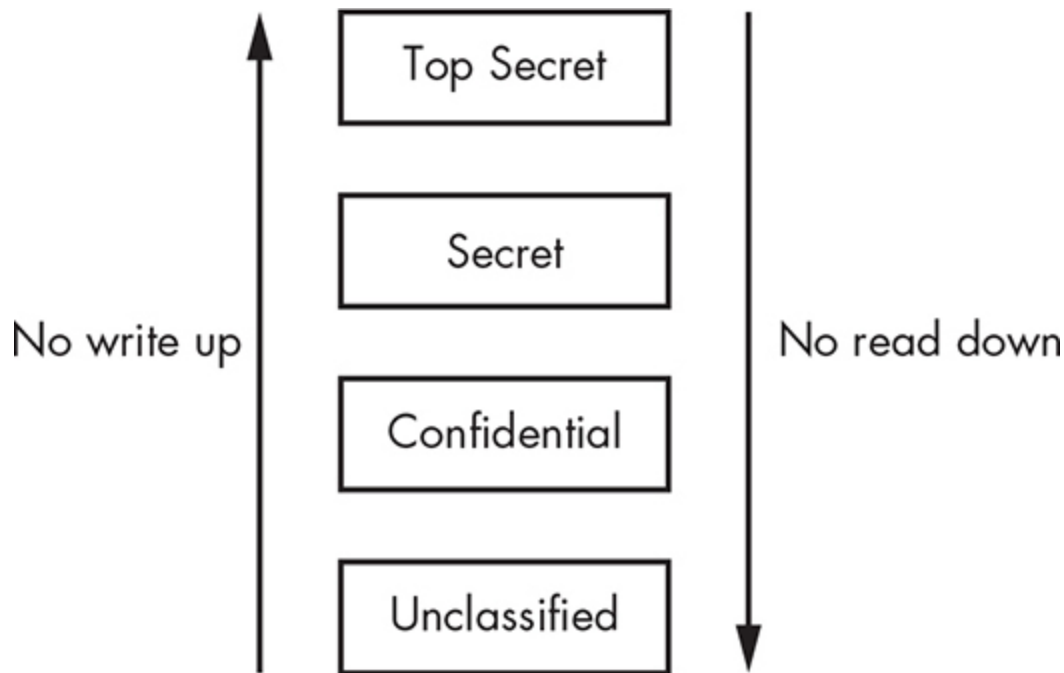 Top Secret
Secret
No write up
No read down
Confidential
Unclassified